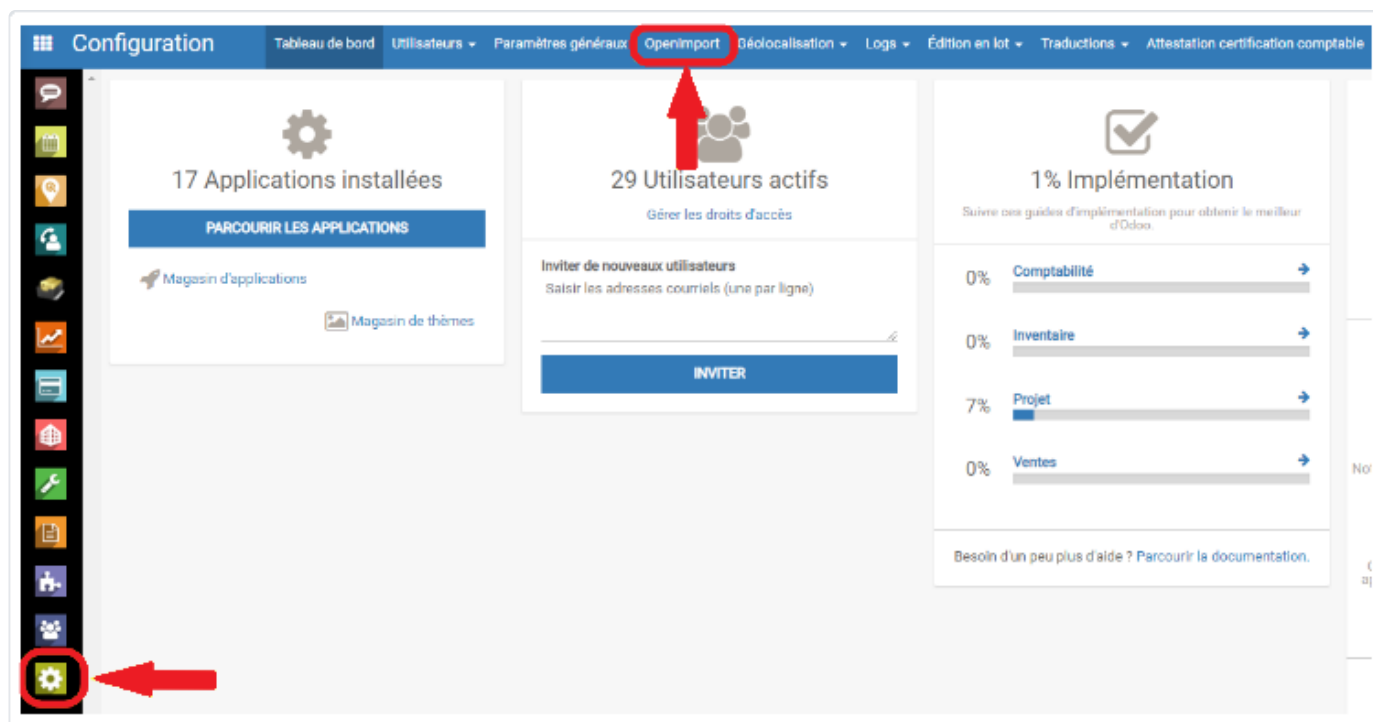 Configuration
Tableau de bord Utilisateurs Paramètres généraux OpenImport Géolocalisation Logs Édition en lot Traductions Attestation certification comptable
17 Applications installées
PARCOURIR LES APPLICATIONS
Magasin d'applications
Magasin de thèmes
29 Utilisateurs actifs
Gérer les droits d'accès
Inviter de nouveaux utilisateurs
Saisir les adresses courriels (une par ligne)
INVITER
1% Implémentation
Suivre ces guides d'implémentation pour obtenir le meilleur
d'Odoo.
0% Comptabilité
0% Inventaire
7% Projet
0% Ventes
Besoin d'un peu plus d'aide ? Parcourir la documentation.